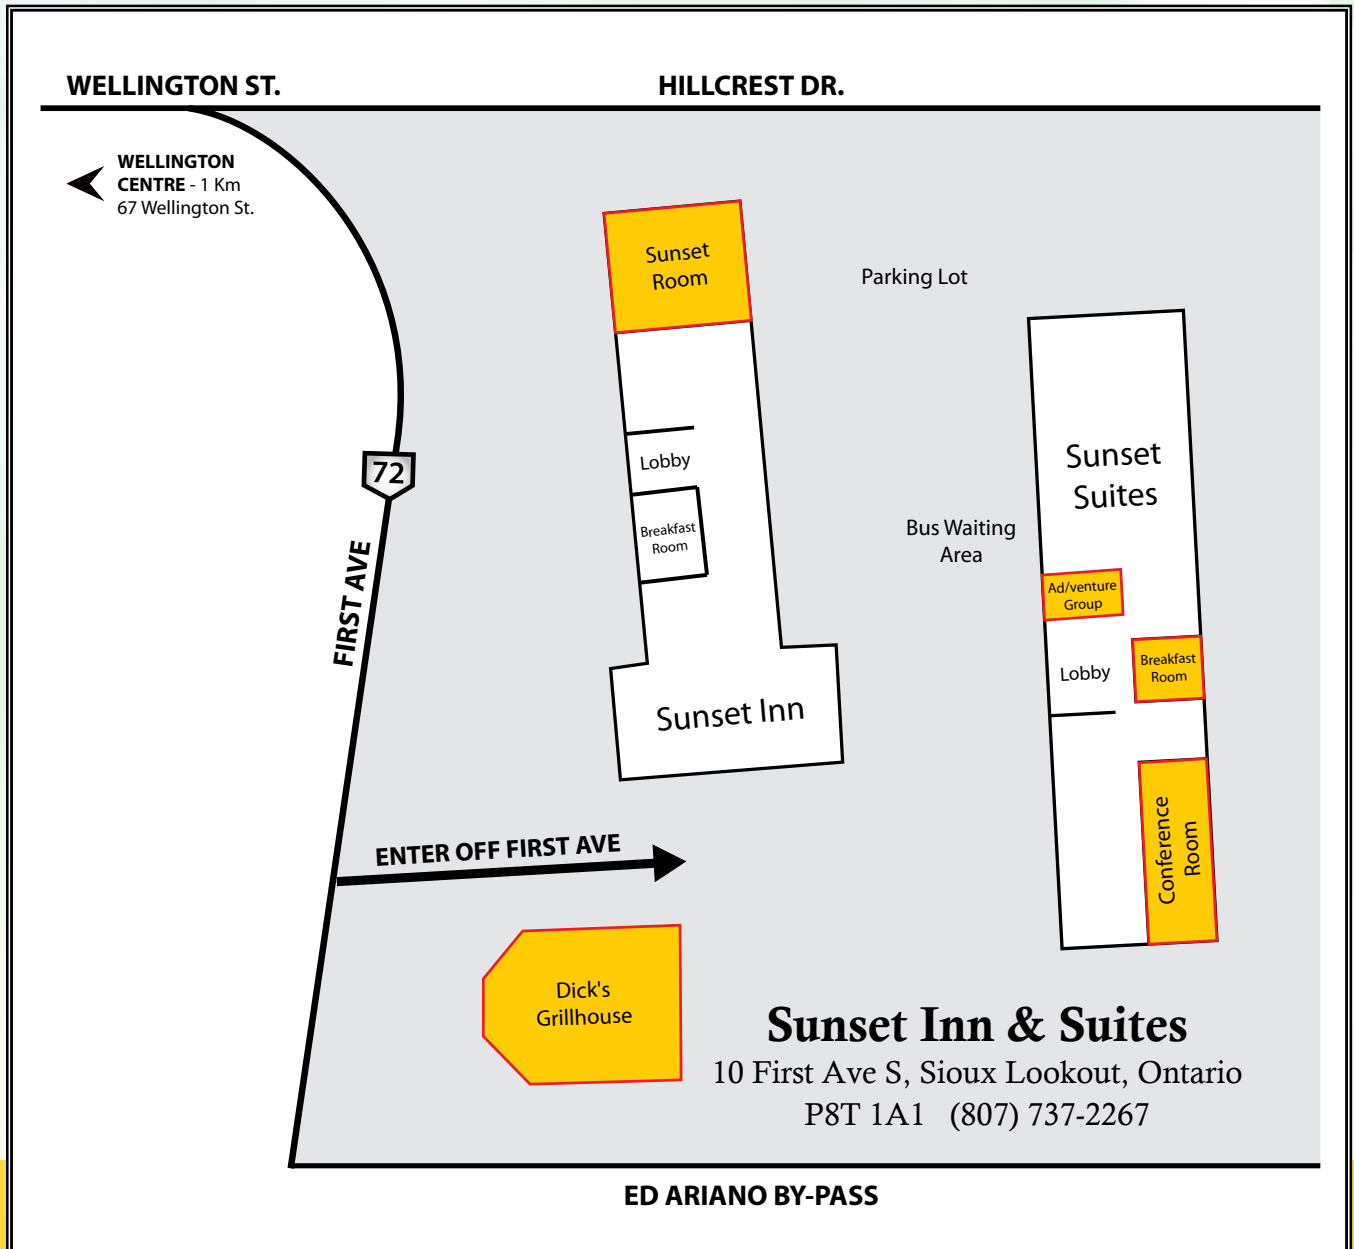 WELLINGTON ST.
HILLCREST DR.
WELLINGTON
CENTRE - 1 Km
67 Wellington St.
Sunset
Room
Parking Lot
Lobby
Breakfast
Room
Sunset
Suites
72
FIRST AVE
Bus Waiting
Area
Ad/venture
Group
Lobby
Breakfast
Room
Sunset Inn
Conference
Room
ENTER OFF FIRST AVE
Dick's
Grillhouse
Sunset Inn & Suites
10 First Ave S, Sioux Lookout, Ontario
P8T 1A1 (807) 737-2267
ED ARIANO BY-PASS